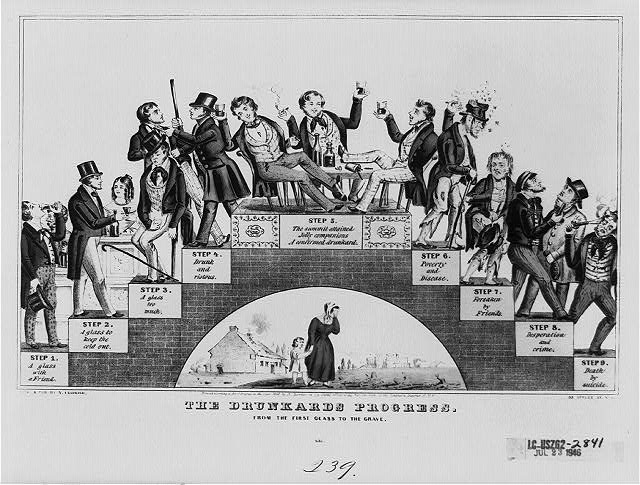 STEP 1.
A glass
with
a Friend.
STEP 2.
A glass to
keep the
cold out.
STEP 3.
A glass
too
much.
STEP 4.
Drunk
and
riotous.
STEP 5.
The summit attained
Jolly companions
A confirmed drunkard.
STEP 6.
Poverty
and
Disease.
STEP 7.
Forsaken
by
Friends.
STEP 8.
Desperation
and
crime.
STEP 9.
Death
by
suicide.
THE DRUNKARDS PROGRESS.
FROM THE FIRST GLASS TO THE GRAVE.
239.
LC-USZ62-2841
JUL 23 1946